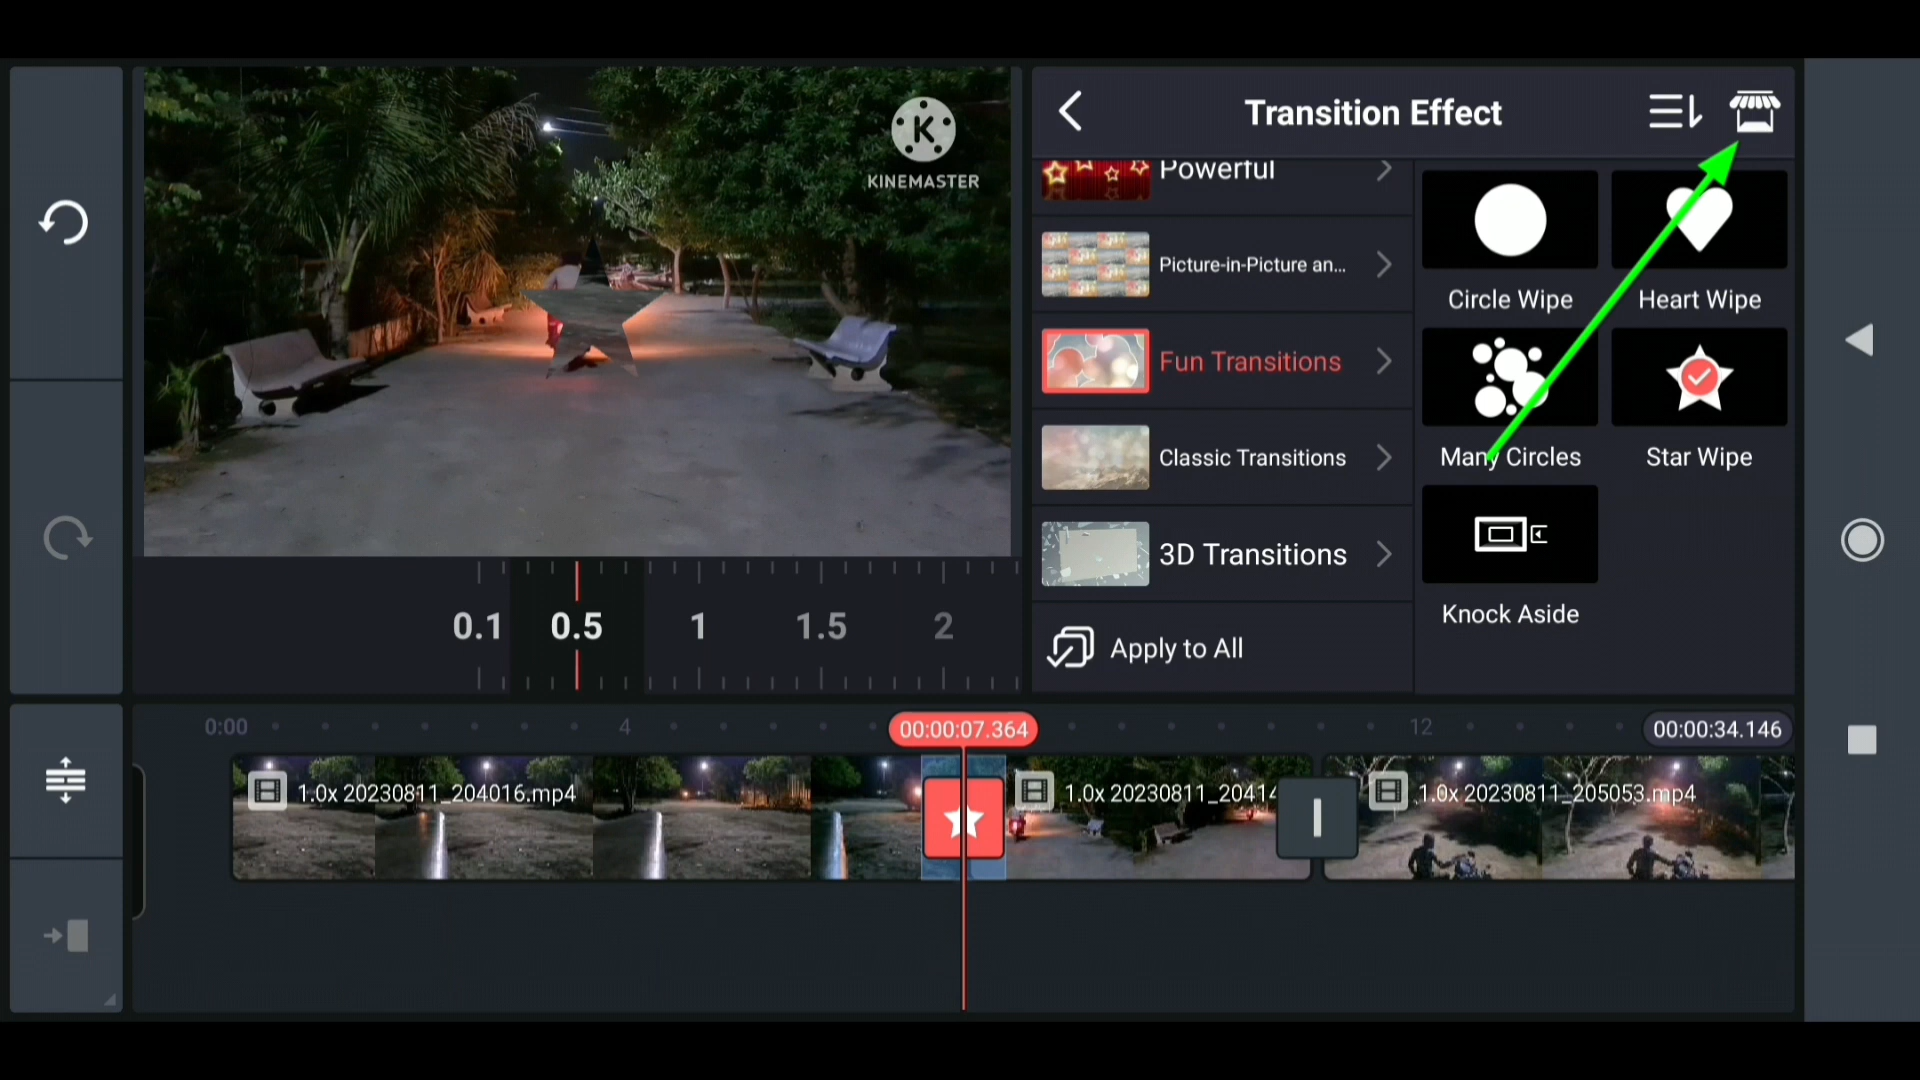 Transition Effect
K
KINEMASTER
Powerful
Picture-in-Picture an...
Fun Transitions
Classic Transitions
3D Transitions
Apply to All
Circle Wipe
Heart Wipe
Many Circles
Star Wipe
Knock Aside
0.1 0.5 1 1.5 2
0:00 4 00:00:07.364 12 00:00:34.146
1.0x 20230811_204016.mp4
1.0x 20230811_20414
1.0x 20230811_205053.mp4